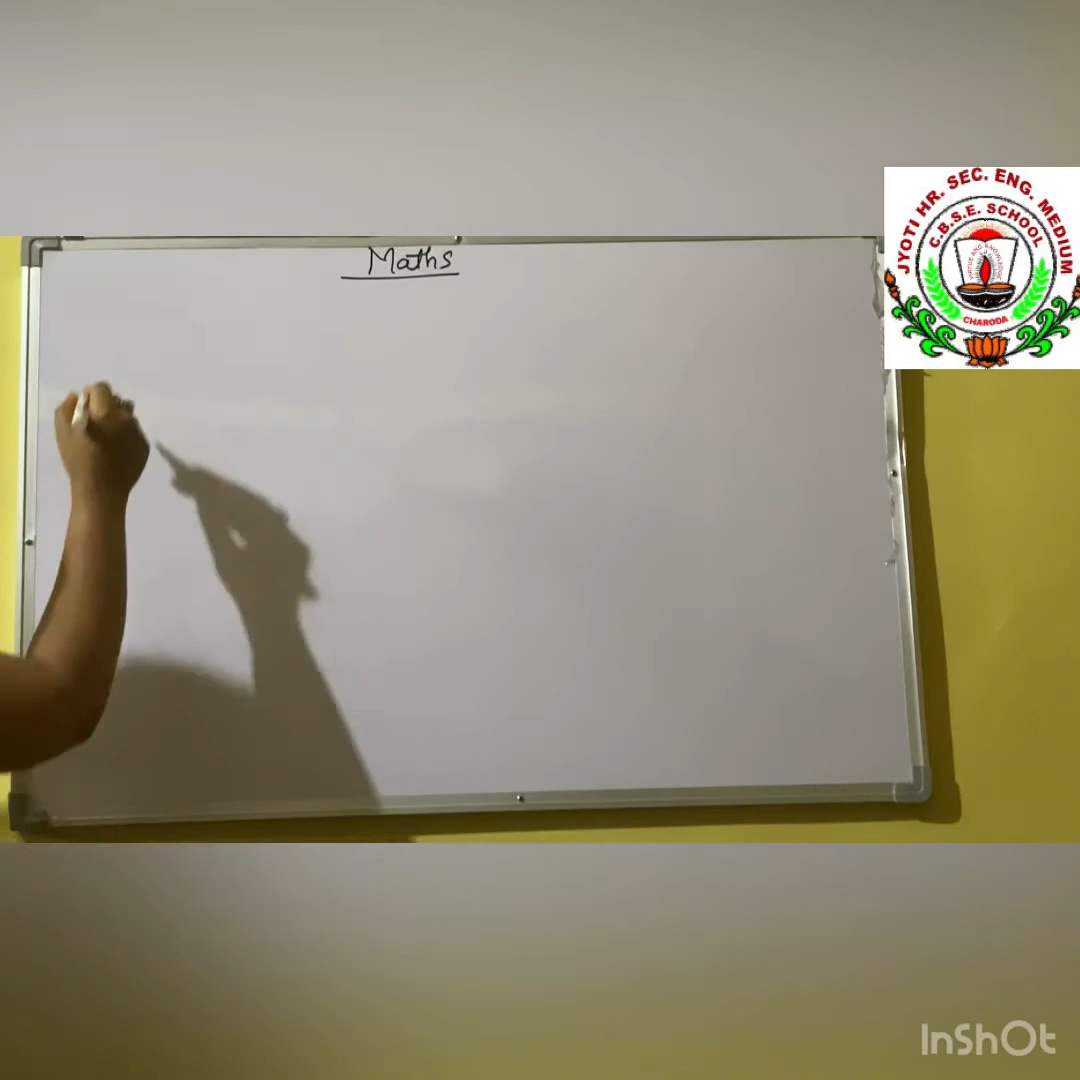 Maths
JYOTI HR. SEC. ENG. MEDIUM
C.B.S.E. SCHOOL
CHARODA
InShOt